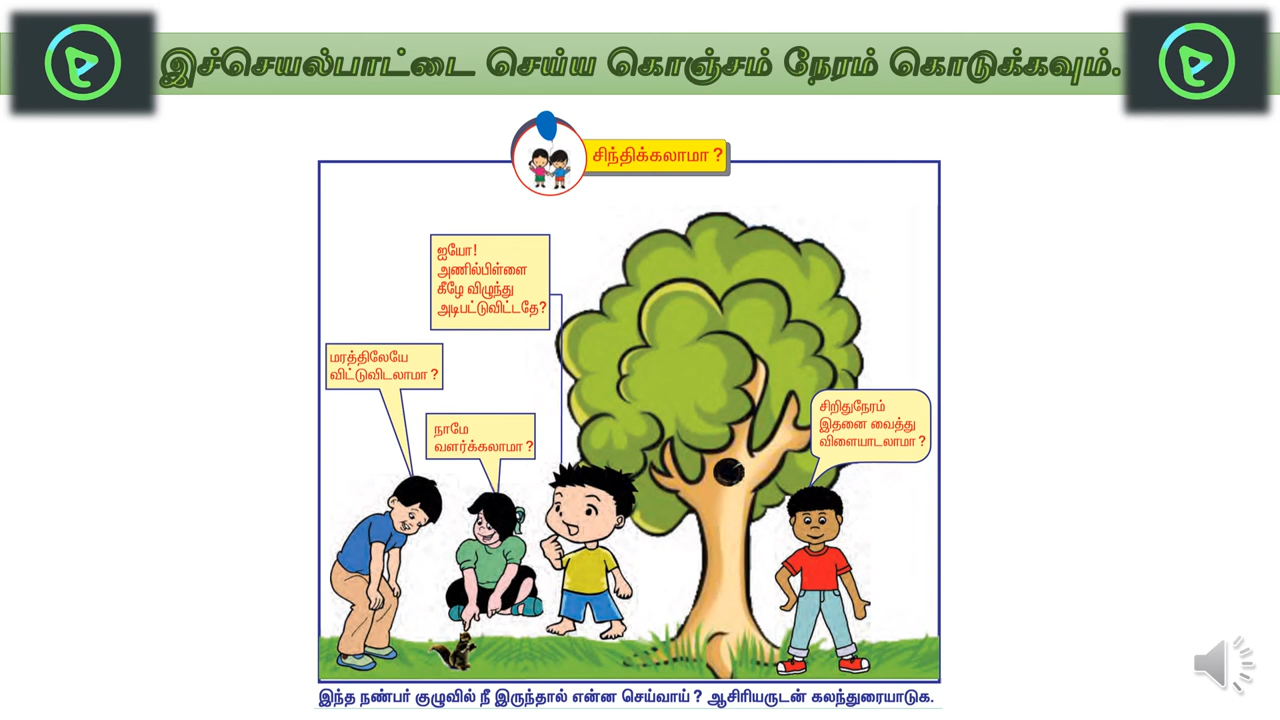 இச்செயல்பாட்டை செய்ய கொஞ்சம் நேரம் கொடுக்கவும்.
சிந்திக்கலாமா ?
ஐயோ!
அணில்பிள்ளை
கீழே விழுந்து
அடிபட்டுவிட்டதே?
மரத்திலேயே
விட்டுவிடலாமா ?
நாமே
வளர்க்கலாமா ?
சிறிதுநேரம்
இதனை வைத்து
விளையாடலாமா ?
இந்த நண்பர் குழுவில் நீ இருந்தால் என்ன செய்வாய் ? ஆசிரியருடன் கலந்துரையாடுக.